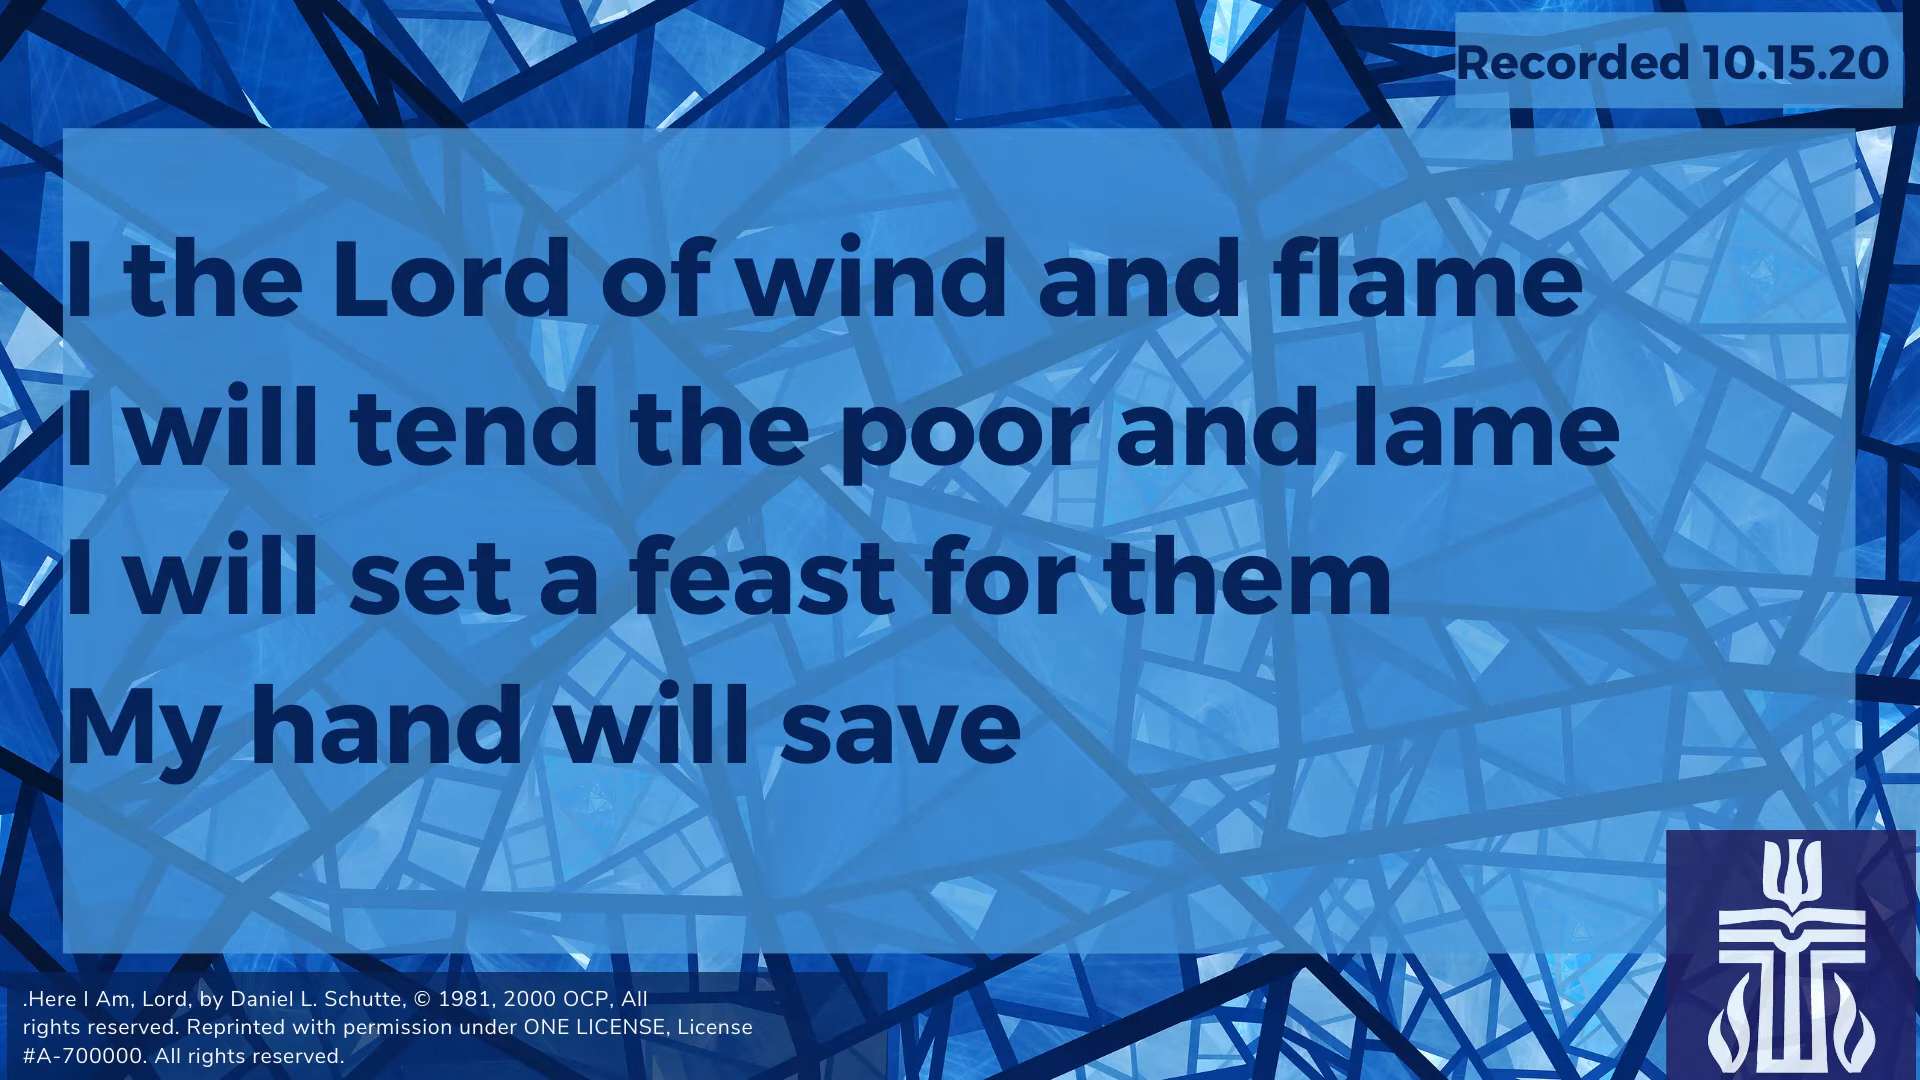 Recorded 10.15.20
I the Lord of wind and flame
I will tend the poor and lame
I will set a feast for them
My hand will save
.Here I Am, Lord, by Daniel L. Schutte, © 1981, 2000 OCP, All
rights reserved. Reprinted with permission under ONE LICENSE, License
#A-700000. All rights reserved.